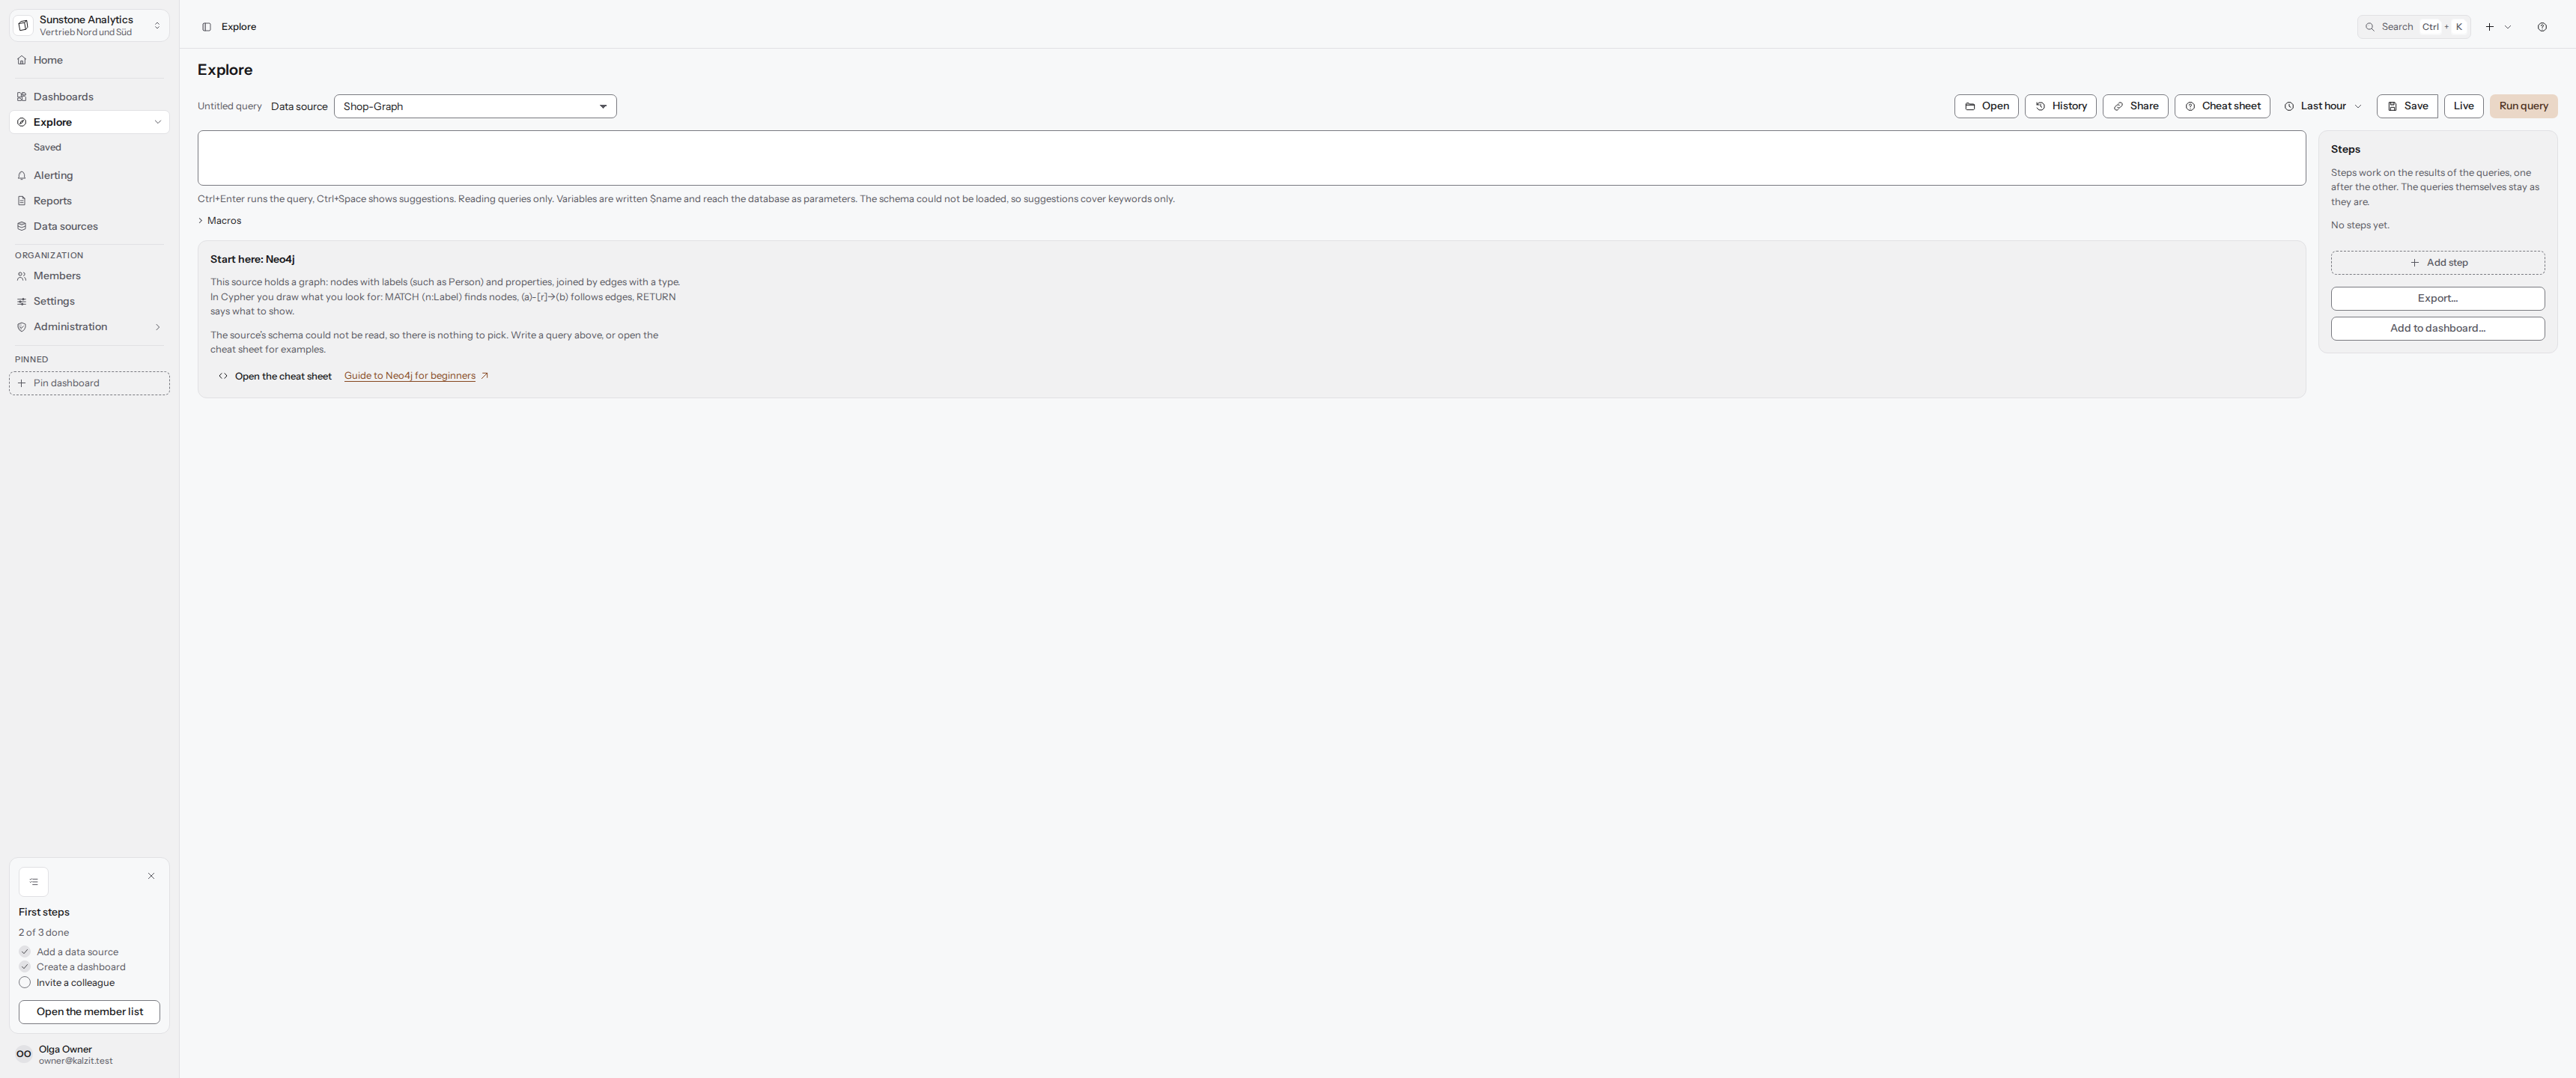 Sunstone Analytics
Vertrieb Nord und Süd
Home
Dashboards
Explore
Saved
Alerting
Reports
Data sources
ORGANIZATION
Members
Settings
Administration
PINNED
Pin dashboard
First steps
2 of 3 done
Add a data source
Create a dashboard
Invite a colleague
Open the member list
OO
Olga Owner
owner@kalzit.test
Explore
Search Ctrl + K
Explore
Untitled query Data source Shop-Graph
Open History Share Cheat sheet Last hour Save Live Run query
Ctrl+Enter runs the query, Ctrl+Space shows suggestions. Reading queries only. Variables are written $name and reach the database as parameters. The schema could not be loaded, so suggestions cover keywords only.
Macros
Start here: Neo4j
This source holds a graph: nodes with labels (such as Person) and properties, joined by edges with a type.
In Cypher you draw what you look for: MATCH (n:Label) finds nodes, (a)-[r]->(b) follows edges, RETURN
says what to show.
The source's schema could not be read, so there is nothing to pick. Write a query above, or open the
cheat sheet for examples.
Open the cheat sheet Guide to Neo4j for beginners
Steps
Steps work on the results of the queries, one
after the other. The queries themselves stay as
they are.
No steps yet.
Add step
Export...
Add to dashboard...